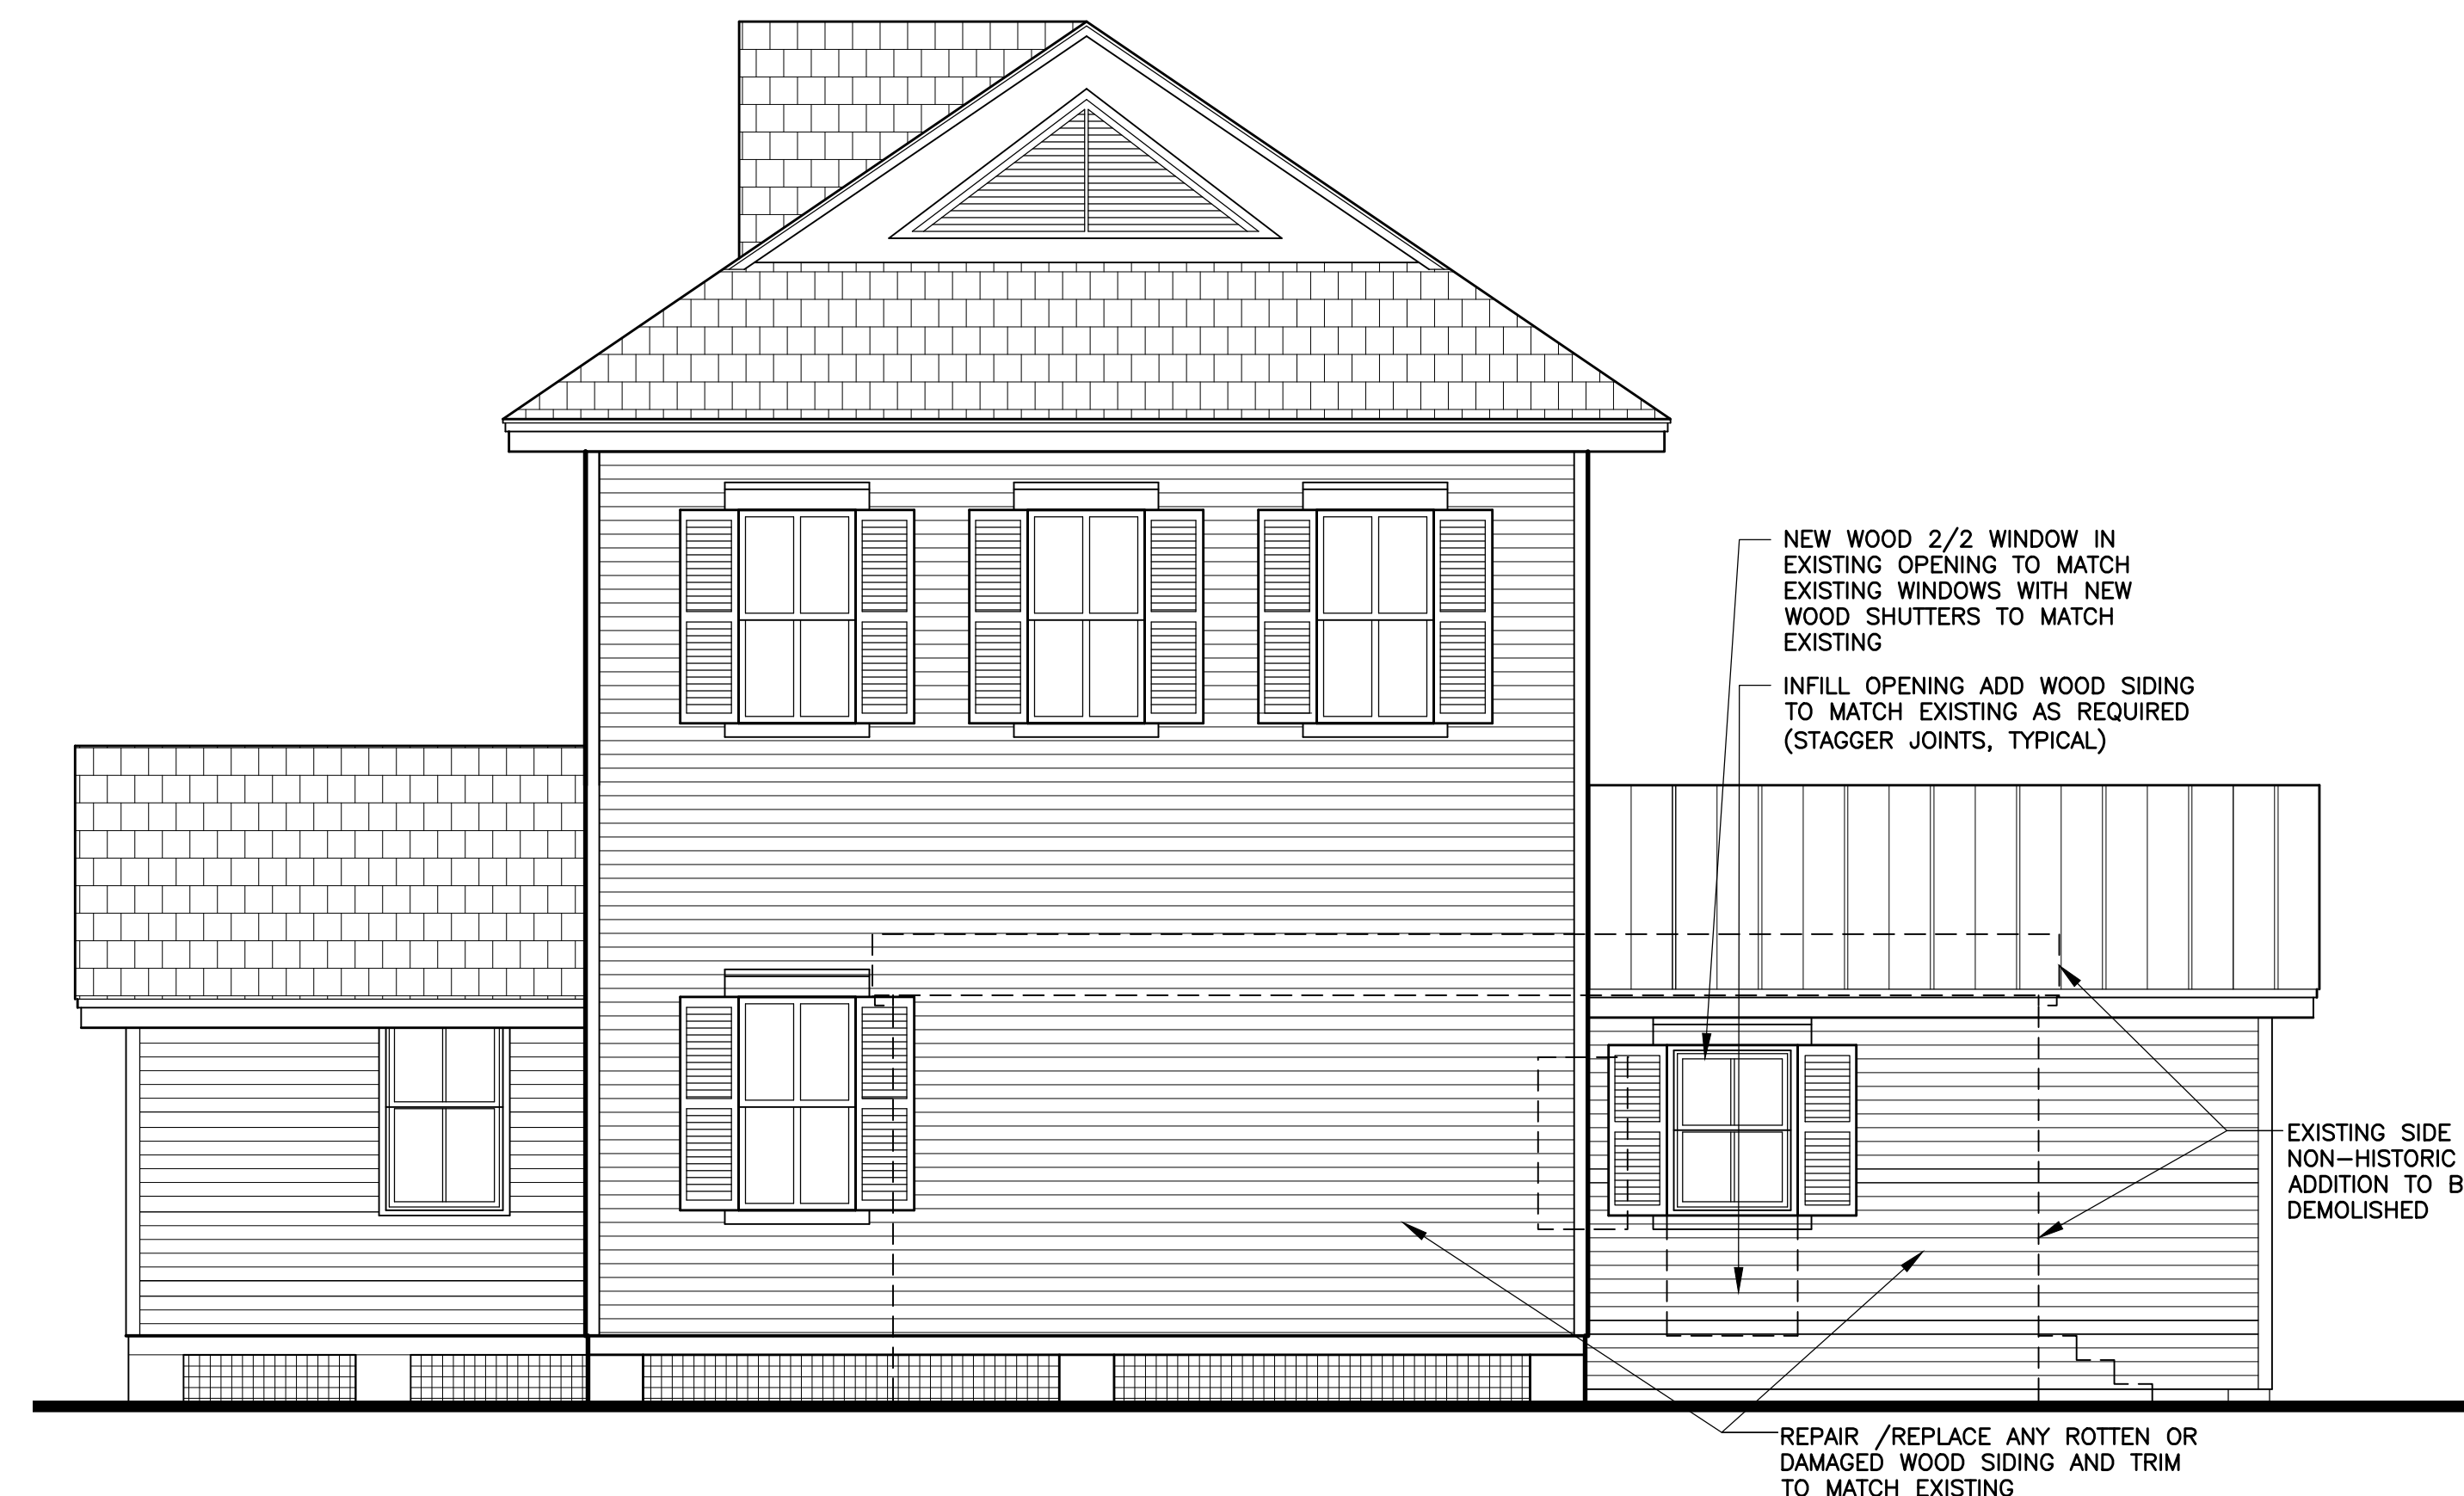 NEW WOOD 2/2 WINDOW IN
EXISTING OPENING TO MATCH
EXISTING WINDOWS WITH NEW
WOOD SHUTTERS TO MATCH
EXISTING
INFILL OPENING ADD WOOD SIDING
TO MATCH EXISTING AS REQUIRED
(STAGGER JOINTS, TYPICAL)
EXISTING SIDE
NON-HISTORIC
ADDITION TO B
DEMOLISHED
REPAIR /REPLACE ANY ROTTEN OR
DAMAGED WOOD SIDING AND TRIM
TO MATCH EXISTING